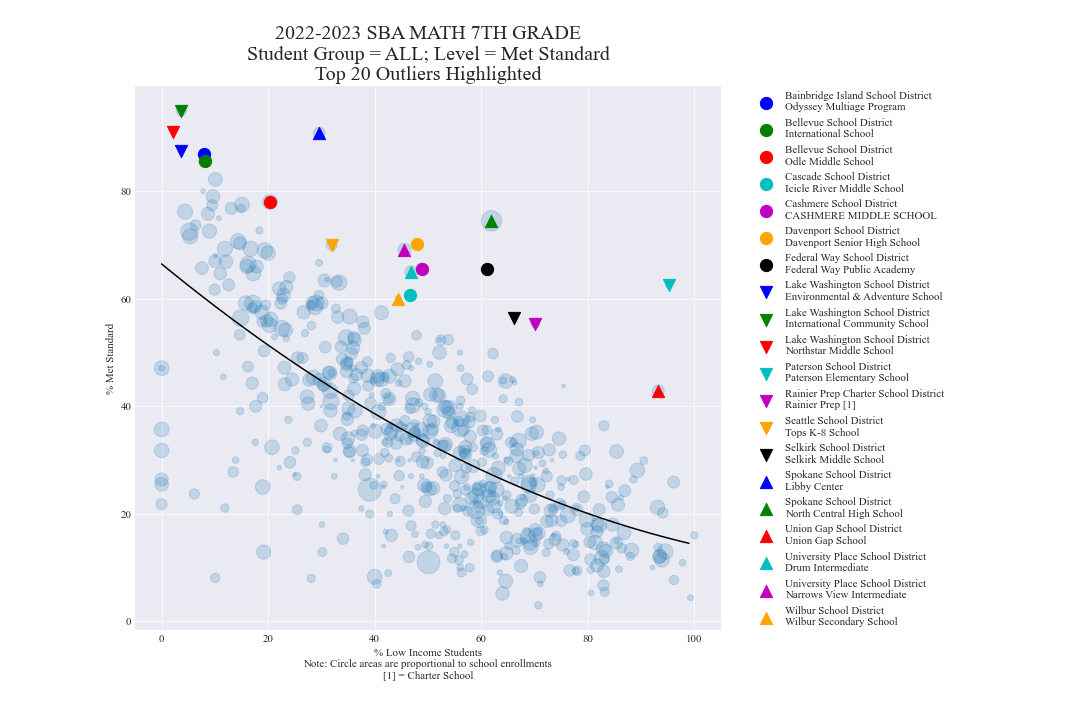 2022-2023 SBA MATH 7TH GRADE
Student Group = ALL; Level = Met Standard
Top 20 Outliers Highlighted
% Met Standard
80
60
40
20
0
0 20 40 60 80 100
% Low Income Students
Note: Circle areas are proportional to school enrollments
[1] = Charter School
Bainbridge Island School District
Odyssey Multiage Program
Bellevue School District
International School
Bellevue School District
Odle Middle School
Cascade School District
Icicle River Middle School
Cashmere School District
CASHMERE MIDDLE SCHOOL
Davenport School District
Davenport Senior High School
Federal Way School District
Federal Way Public Academy
Lake Washington School District
Environmental & Adventure School
Lake Washington School District
International Community School
Lake Washington School District
Northstar Middle School
Paterson School District
Paterson Elementary School
Rainier Prep Charter School District
Rainier Prep [1]
Seattle School District
Tops K-8 School
Selkirk School District
Selkirk Middle School
Spokane School District
Libby Center
Spokane School District
North Central High School
Union Gap School District
Union Gap School
University Place School District
Drum Intermediate
University Place School District
Narrows View Intermediate
Wilbur School District
Wilbur Secondary School